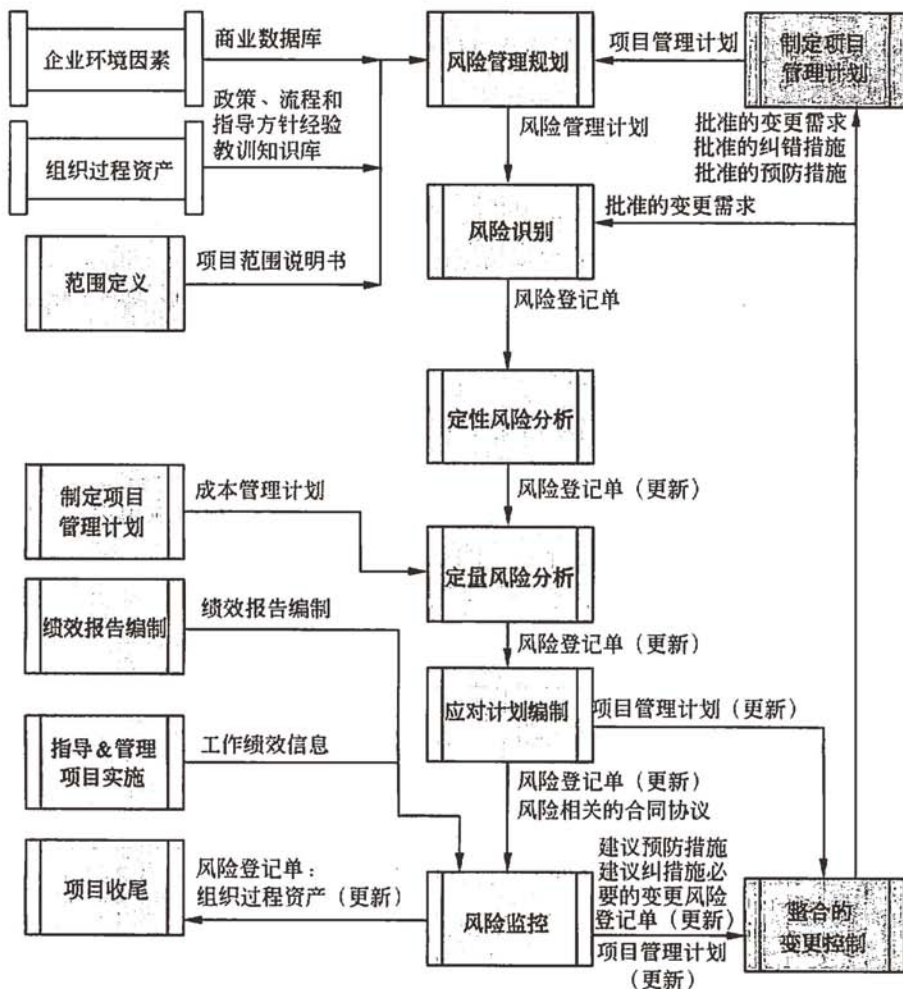 企业环境因素
商业数据库
风险管理规划
项目管理计划
制定项目
管理计划
政策、流程和
指导方针经验
教训知识库
组织过程资产
风险管理计划
批准的变更需求
批准的纠错措施
批准的预防措施
范围定义
项目范围说明书
风险识别
批准的变更需求
风险登记单
定性风险分析
风险登记单（更新）
制定项目
管理计划
成本管理计划
定量风险分析
风险登记单（更新）
绩效报告编制
绩效报告编制
应对计划编制
项目管理计划（更新）
指导&管理
项目实施
工作绩效信息
风险登记单（更新）
风险相关的合同协议
项目收尾
风险登记单：
组织过程资产（更新）
风险监控
建议预防措施
建议纠措施必
要的变更风险
登记单（更新）
项目管理计划
（更新）
整合的
变更控制